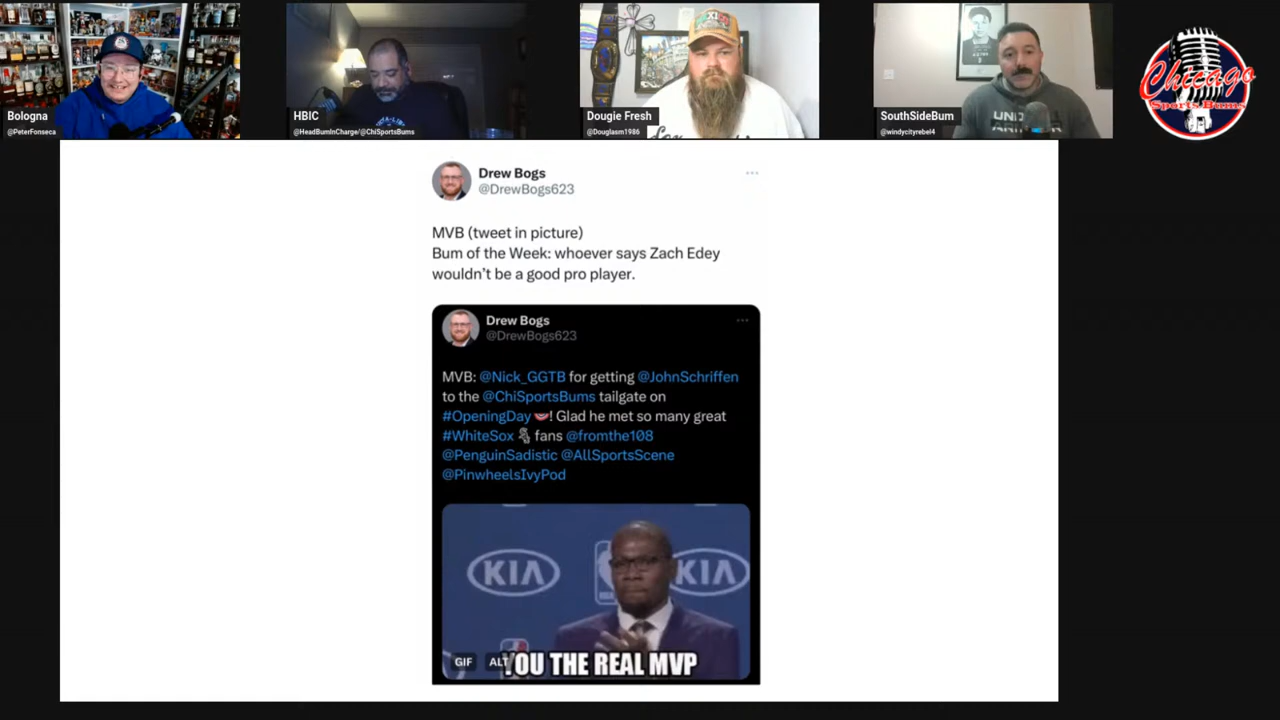 Bologna
@PeterFonseca
HBIC
@HeadBumInCharge/@ChiSportsBums
Dougie Fresh
@Douglasm1986
SouthSideBum
@windycityrebel4
UND
Chicago
Sports Bums
Drew Bogs
@DrewBogs623
MVB (tweet in picture)
Bum of the Week: whoever says Zach Edey
wouldn’t be a good pro player.
Drew Bogs
@DrewBogs623
MVB: @Nick_GGTB for getting @JohnSchriffen
to the @ChiSportsBums tailgate on
#OpeningDay! Glad he met so many great
#WhiteSox fans @fromthe108
@PenguinSadistic @AllSportsScene
@PinwheelsIvyPod
KIA
KIA
GIF ALT
YOU THE REAL MVP